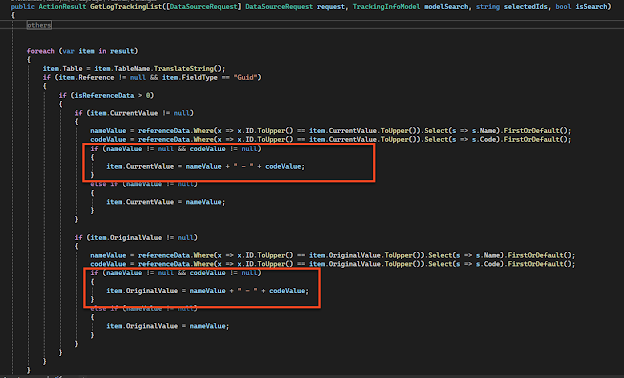 public ActionResult GetLogTrackingList([DataSourceRequest] DataSourceRequest request, TrackingInfoModel modelSearch, string selectedIds, bool isSearch)
{
others
foreach (var item in result)
{
item.Table = item.TableName.TranslateString();
if (item.Reference != null && item.FieldType == "Guid")
{
if (isReferenceData > 0)
{
if (item.CurrentValue != null)
{
nameValue = referenceData.Where(x => x.ID.ToUpper() == item.CurrentValue.ToUpper()).Select(s => s.Name).FirstOrDefault();
codeValue = referenceData.Where(x => x.ID.ToUpper() == item.CurrentValue.ToUpper()).Select(s => s.Code).FirstOrDefault();
if (nameValue != null && codeValue != null)
{
item.CurrentValue = nameValue + " - " + codeValue;
}
else if (nameValue != null)
{
item.CurrentValue = nameValue;
}
}
if (item.OriginalValue != null)
{
nameValue = referenceData.Where(x => x.ID.ToUpper() == item.OriginalValue.ToUpper()).Select(s => s.Name).FirstOrDefault();
codeValue = referenceData.Where(x => x.ID.ToUpper() == item.OriginalValue.ToUpper()).Select(s => s.Code).FirstOrDefault();
if (nameValue != null && codeValue != null)
{
item.OriginalValue = nameValue + " - " + codeValue;
}
else if (nameValue != null)
{
item.OriginalValue = nameValue;
}
}
}
}
}